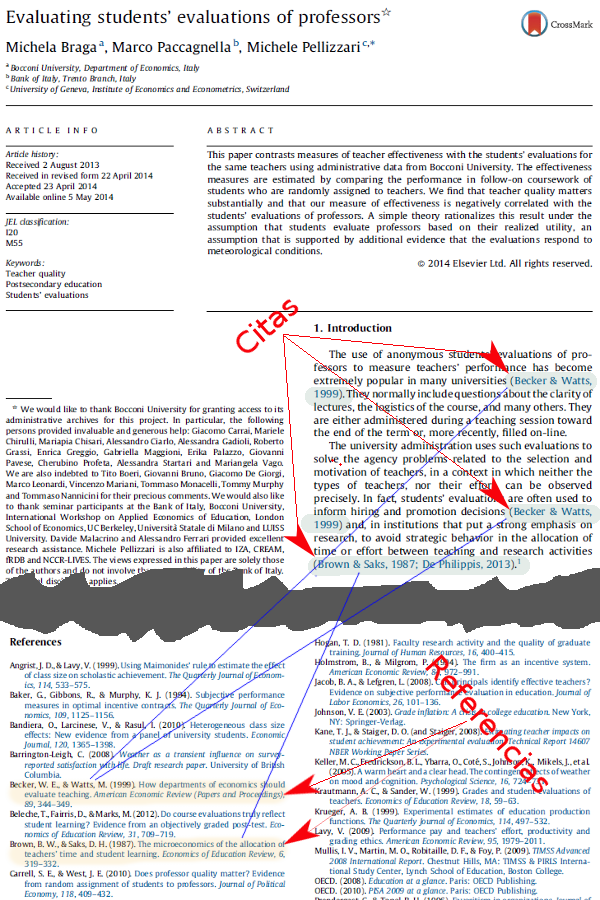 Evaluating students' evaluations of professors☆
CrossMark
Michela Braga a, Marco Paccagnella b, Michele Pellizzari c,*
a Bocconi University, Department of Economics, Italy
b Bank of Italy, Trento Branch, Italy
c University of Geneva, Institute of Economics and Econometrics, Switzerland
ARTICLE INFO
Article history:
Received 2 August 2013
Received in revised form 22 April 2014
Accepted 23 April 2014
Available online 5 May 2014
JEL classification:
I20
M55
Keywords:
Teacher quality
Postsecondary education
Students' evaluations
ABSTRACT
This paper contrasts measures of teacher effectiveness with the students' evaluations for
the same teachers using administrative data from Bocconi University. The effectiveness
measures are estimated by comparing the performance in follow-on coursework of
students who are randomly assigned to teachers. We find that teacher quality matters
substantially and that our measure of effectiveness is negatively correlated with the
students' evaluations of professors. A simple theory rationalizes this result under the
assumption that students evaluate professors based on their realized utility, an
assumption that is supported by additional evidence that the evaluations respond to
meteorological conditions.
© 2014 Elsevier Ltd. All rights reserved.
Citas
1. Introduction
The use of anonymous students' evaluations of pro-
fessors to measure teachers' performance has become
extremely popular in many universities (Becker & Watts,
1999). They normally include questions about the clarity of
lectures, the logistics of the course, and many others. They
are either administered during a teaching session toward
the end of the term or, more recently, filled on-line.
The university administration uses such evaluations to
solve the agency problems related to the selection and
motivation of teachers, in a context in which neither the
types of teachers, nor their effort, can be observed
precisely. In fact, students' evaluations are often used to
inform hiring and promotion decisions (Becker & Watts,
1999) and, in institutions that put a strong emphasis on
research, to avoid strategic behavior in the allocation of
time or effort between teaching and research activities
(Brown & Saks, 1987; De Philippis, 2013).1
☆ We would like to thank Bocconi University for granting access to its
administrative archives for this project. In particular, the following
persons provided invaluable and generous help: Giacomo Carrai, Mariele
Chirulli, Mariapia Chisari, Alessandro Ciarlo, Alessandra Gadioli, Roberto
Grassi, Enrica Greggio, Gabriella Maggioni, Erika Palazzo, Giovanni
Pavese, Cherubino Profeta, Alessandra Startari and Mariangela Vago.
We are also indebted to Tito Boeri, Giovanni Bruno, Giacomo De Giorgi,
Marco Leonardi, Vincenzo Mariani, Tommaso Monacelli, Tommy Murphy
and Tommaso Nannicini for their precious comments. We would also like
to thank seminar participants at the Bank of Italy, Bocconi University,
International Workshop on Applied Economics of Education, London
School of Economics, UC Berkeley, Università Statale di Milano and LUISS
University. Davide Malacrino and Alessandro Ferrari provided excellent
research assistance. Michele Pellizzari is also affiliated to IZA, CREAM,
fRDB and NCCR-LIVES. The views expressed in this paper are solely those
of the authors and do not involve the responsibility of the Bank of Italy.
applies.
References
Angrist, J. D., & Lavy, V. (1999). Using Maimonides' rule to estimate the effect
of class size on scholastic achievement. The Quarterly Journal of Econom-
ics, 114, 533–575.
Baker, G., Gibbons, R., & Murphy, K. J. (1994). Subjective performance
measures in optimal incentive contracts. The Quarterly Journal of Eco-
nomics, 109, 1125–1156.
Bandiera, O., Larcinese, V., & Rasul, I. (2010). Heterogeneous class size
effects: New evidence from a panel of university students. Economic
Journal, 120, 1365–1398.
Barrington-Leigh, C. (2008). Weather as a transient influence on survey-
reported satisfaction with life. Draft research paper. University of British
Columbia.
Becker, W. E., & Watts, M. (1999). How departments of economics should
evaluate teaching. American Economic Review (Papers and Proceedings),
89, 344–349.
Beleche, T., Fairris, D., & Marks, M. (2012). Do course evaluations truly reflect
student learning? Evidence from an objectively graded post-test. Eco-
nomics of Education Review, 31, 709–719.
Brown, B. W., & Saks, D. H. (1987). The microeconomics of the allocation of
teachers' time and student learning. Economics of Education Review, 6,
319–332.
Carrell, S. E., & West, J. E. (2010). Does professor quality matter? Evidence
from random assignment of students to professors. Journal of Political
Economy, 118, 409–432.
Hogan, T. D. (1981). Faculty research activity and the quality of graduate
training. Journal of Human Resources, 16, 400–415.
Holmstrom, B., & Milgrom, P. (1994). The firm as an incentive system.
American Economic Review, 84, 972–991.
Jacob, B. A., & Lefgren, L. (2008). Can principals identify effective teachers?
Evidence on subjective performance evaluation in education. Journal of
Labor Economics, 26, 101–136.
Johnson, V. E. (2003). Grade inflation: A crisis in college education. New York,
NY: Springer-Verlag.
Kane, T. J., & Staiger, D. O. (and Staiger, 2008). Estimating teacher impacts on
student achievement: An experimental evaluation. Technical Report 14607
NBER Working Paper Series.
Keller, M. C., Fredrickson, B. L., Ybarra, O., Coté, S., Johnson, K., Mikels, J., et al.
(2005). A warm heart and a clear head. The contingent effects of weather
on mood and cognition. Psychological Science, 16, 724–731.
Krautmann, A. C., & Sander, W. (1999). Grades and student evaluations of
teachers. Economics of Education Review, 18, 59–63.
Krueger, A. B. (1999). Experimental estimates of education production
functions. The Quarterly Journal of Economics, 114, 497–532.
Lavy, V. (2009). Performance pay and teachers' effort, productivity and
grading ethics. American Economic Review, 95, 1979–2011.
Mullis, I. V., Martin, M. O., Robitaille, D. F., & Foy, P. (2009). TIMSS Advanced
2008 International Report. Chestnut Hills, MA: TIMSS & PIRLS Interna-
tional Study Center, Lynch School of Education, Boston College.
OECD. (2008). Education at a glance. Paris: OECD Publishing.
OECD. (2010). PISA 2009 at a glance. Paris: OECD Publishing.
Referencias